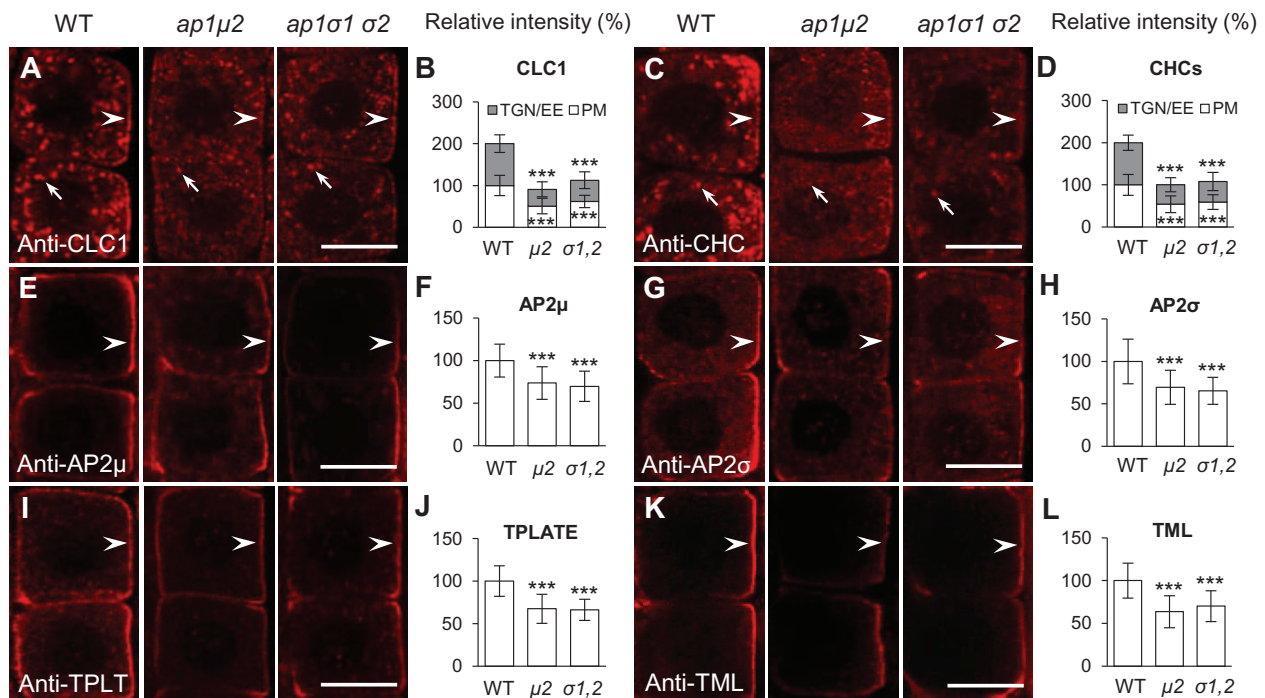 WT ap1μ2 ap1σ1 σ2 Relative intensity (%) WT ap1μ2 ap1σ1 σ2 Relative intensity (%)
A
Anti-CLC1
B
CLC1
300
200
100
0
TGN/EE PM
*** ***
*** ***
WT μ2 σ1,2
C
Anti-CHC
D
CHCs
300
200
100
0
TGN/EE PM
*** ***
*** ***
WT μ2 σ1,2
E
Anti-AP2μ
F
AP2μ
150
100
50
0
*** ***
WT μ2 σ1,2
G
Anti-AP2σ
H
AP2σ
150
100
50
0
*** ***
WT μ2 σ1,2
I
Anti-TPLT
J
TPLATE
150
100
50
0
*** ***
WT μ2 σ1,2
K
Anti-TML
L
TML
150
100
50
0
*** ***
WT μ2 σ1,2